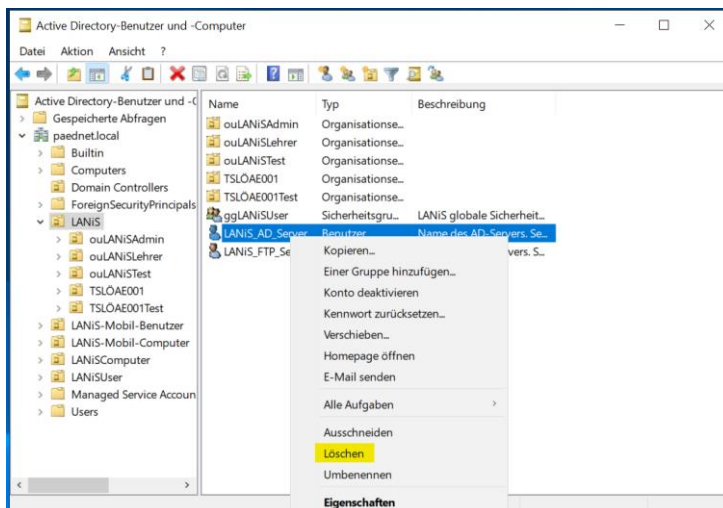 Active Directory-Benutzer und -Computer
Datei Aktion Ansicht ?
Active Directory-Benutzer und -C
Gespeicherte Abfragen
paednet.local
Builtin
Computers
Domain Controllers
ForeignSecurityPrincipals
LANiS
ouLANiSAdmin
ouLANiSLehrer
ouLANiSTest
TSLÖAE001
TSLÖAE001Test
LANiS-Mobil-Benutzer
LANiS-Mobil-Computer
LANiSComputer
LANiSUser
Managed Service Accoun
Users
Name Typ Beschreibung
ouLANiSAdmin Organisationse...
ouLANiSLehrer Organisationse...
ouLANiSTest Organisationse...
TSLÖAE001 Organisationse...
TSLÖAE001Test Organisationse...
ggLANiSUser Sicherheitsgru... LANiS globale Sicherheit...
LANiS_AD_Server Benutzer Name des AD-Servers. Se...
LANiS_FTP_Se vers. S...
Kopieren...
Einer Gruppe hinzufügen...
Konto deaktivieren
Kennwort zurücksetzen...
Verschieben...
Homepage öffnen
E-Mail senden
Alle Aufgaben
Ausschneiden
Löschen
Umbenennen
Eigenschaften